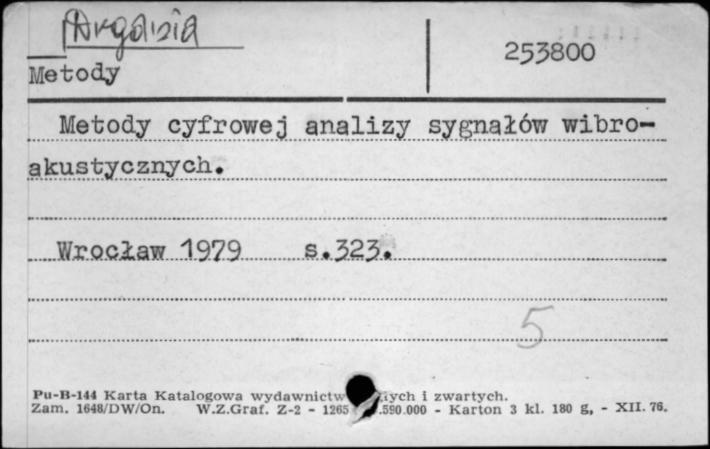 Drgania
253800
Metody
Metody cyfrowej analizy sygnałów wibro-
akustycznych.
Wrocław 1979 s.323.
5
Pu-B-144 Karta Katalogowa wydawnictw i zwartych.
Zam. 1648/DW/On. W.Z.Graf. Z-2 - 1265 .590.000 - Karton 3 kl. 180 g, - XII. 76.